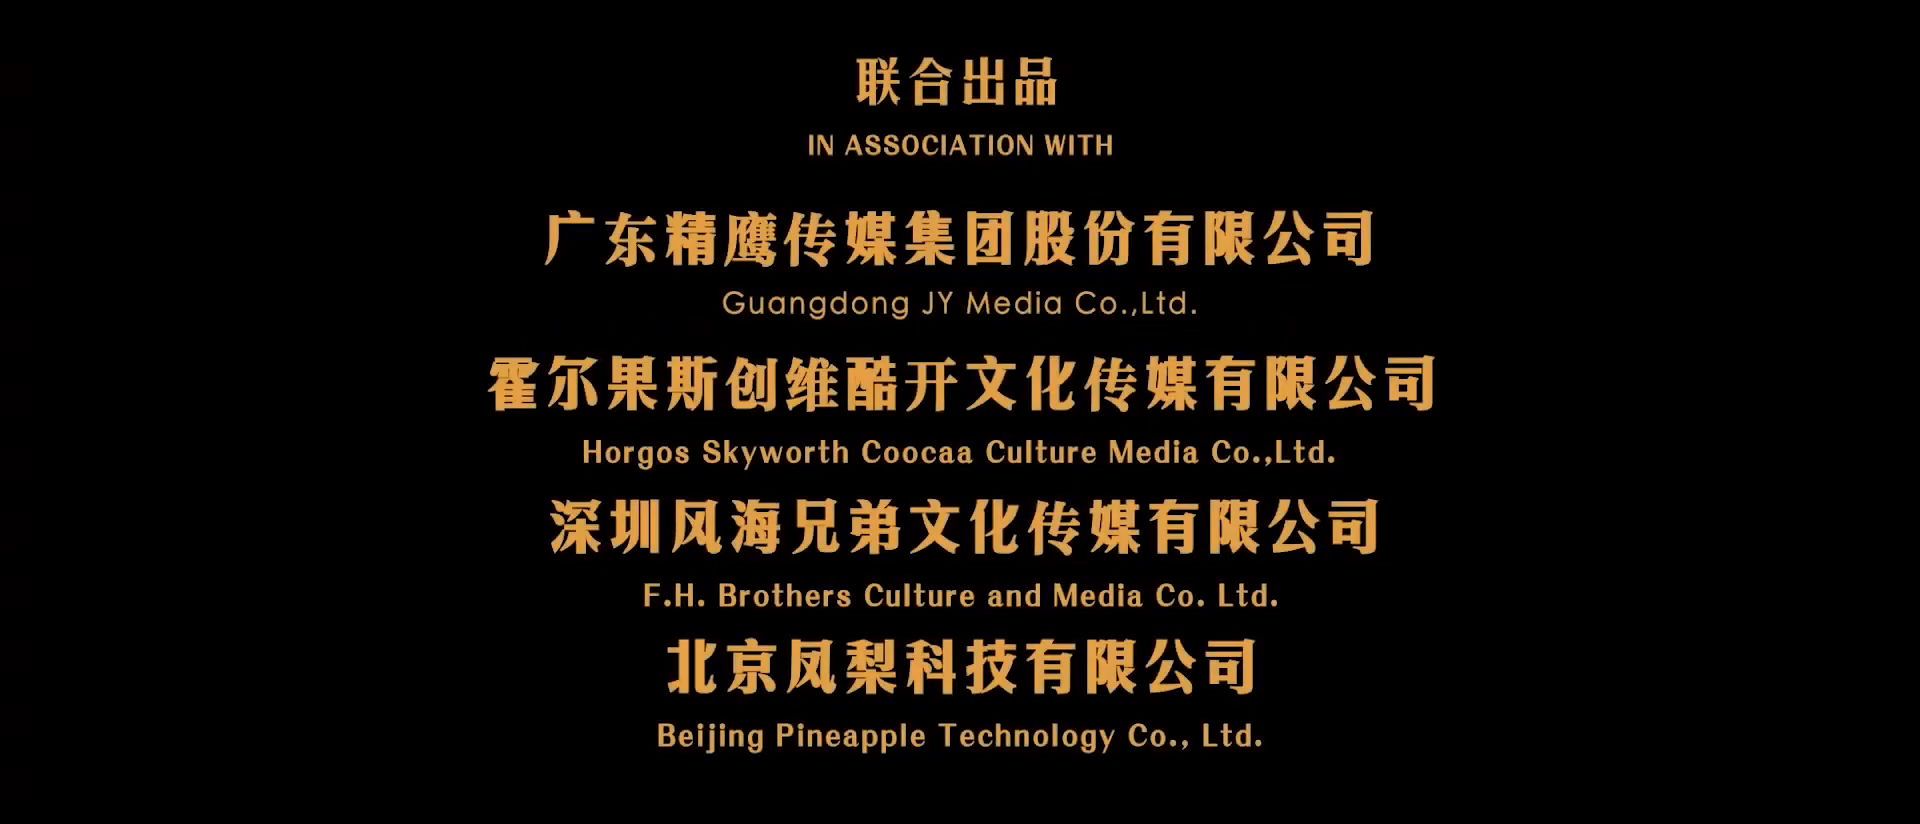 联合出品
IN ASSOCIATION WITH
广东精鹰传媒集团股份有限公司
Guangdong JY Media Co.,Ltd.
霍尔果斯创维酷开文化传媒有限公司
Horgos Skyworth Coocaa Culture Media Co.,Ltd.
深圳风海兄弟文化传媒有限公司
F.H. Brothers Culture and Media Co. Ltd.
北京凤梨科技有限公司
Beijing Pineapple Technology Co., Ltd.